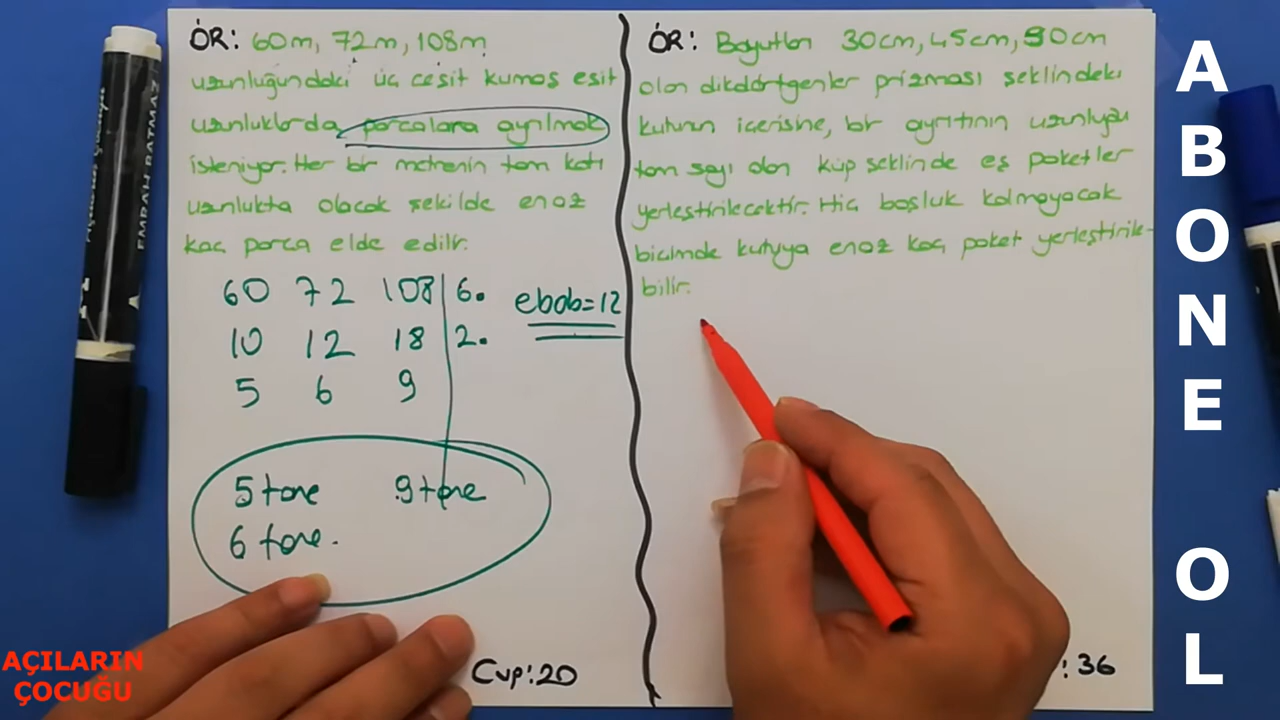 ÖR: 60m, 72m, 108m
uzunluğundaki üç çeşit kumaş eşit
uzunluklarda parçalara ayrılmak
isteniyor. Her bir metrenin tam katı
uzunlukta olacak şekilde en az
kaç parça elde edilir.
60 72 108 6.
10 12 18 2.
5 6 9
ebob=12
5 tane 9 tane
6 tane.
Cvp:20
ÖR: Boyutları 30cm, 45cm, 90cm
olan dikdörtgenler prizması şeklindeki
kutunun içerisine, bir ayrıtının uzunluğu
tam sayı olan küp şeklinde eş paketler
yerleştirilecektir. Hiç boşluk kalmayacak
biçimde kutuya en az kaç paket yerleştirile-
bilir.
: 36
ABONE
OL
AÇILARIN
ÇOCUĞU